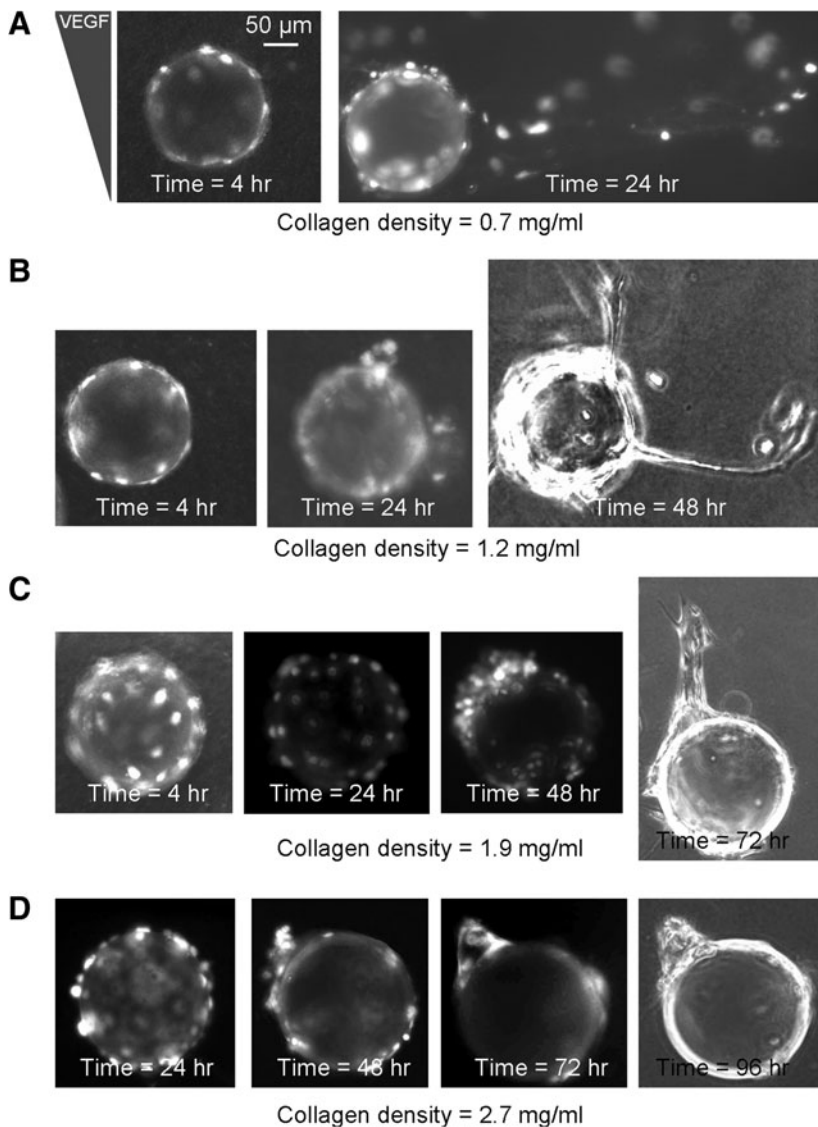 A
VEGF
50 µm
Time = 4 hr
Time = 24 hr
Collagen density = 0.7 mg/ml
B
Time = 4 hr
Time = 24 hr
Time = 48 hr
Collagen density = 1.2 mg/ml
C
Time = 4 hr
Time = 24 hr
Time = 48 hr
Time = 72 hr
Collagen density = 1.9 mg/ml
D
Time = 24 hr
Time = 48 hr
Time = 72 hr
Time = 96 hr
Collagen density = 2.7 mg/ml